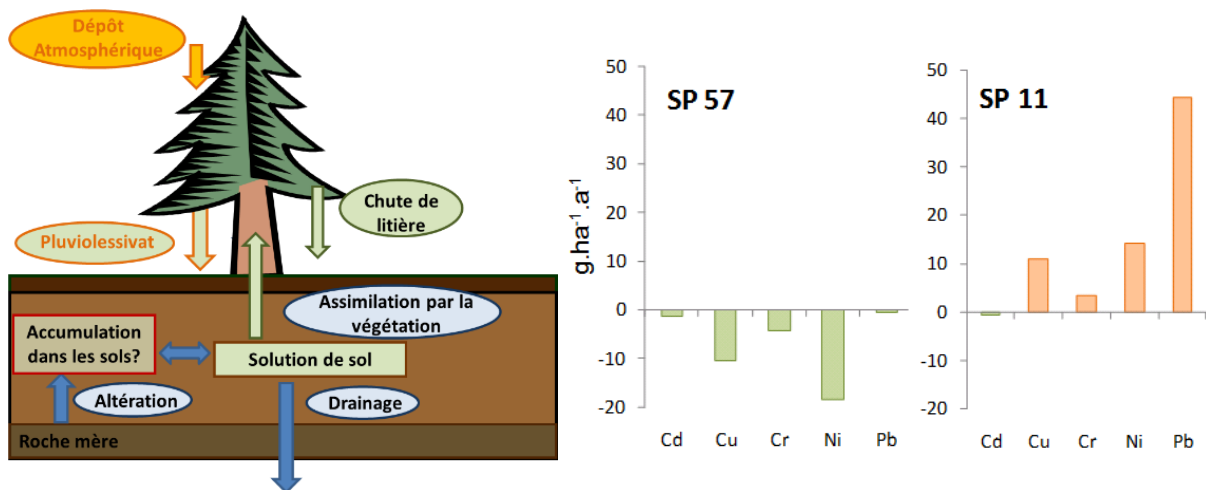 Dépôt
Atmosphérique
Chute de
litière
Pluviolessivat
Assimilation par la
végétation
Accumulation
dans les sols?
Solution de sol
Altération
Drainage
Roche mère
g.ha⁻¹.a⁻¹
SP 57
50
40
30
20
10
0
-10
-20
Cd Cu Cr Ni Pb
SP 11
50
40
30
20
10
0
-10
-20
Cd Cu Cr Ni Pb